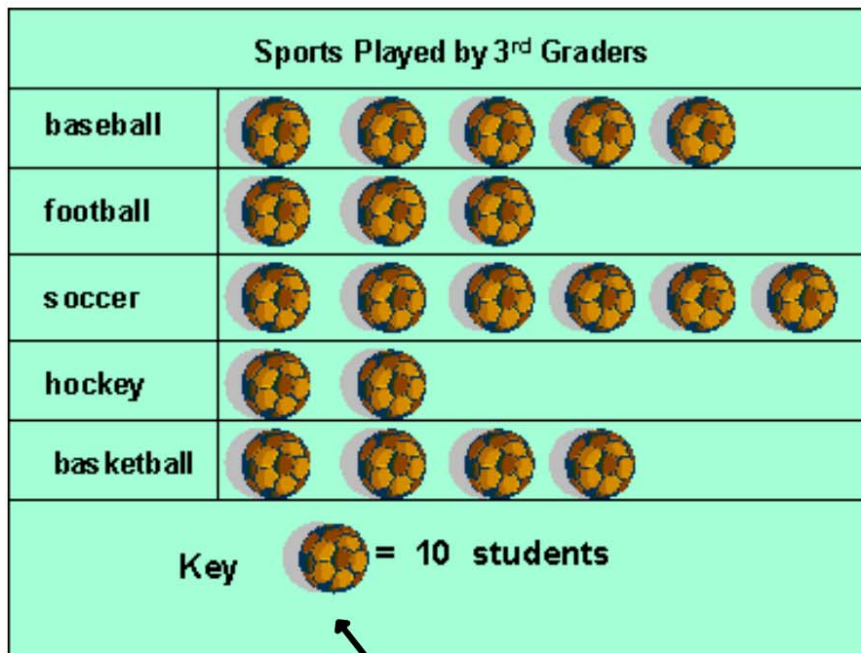 Sports Played by 3rd Graders
baseball
football
soccer
hockey
basketball
Key = 10 students